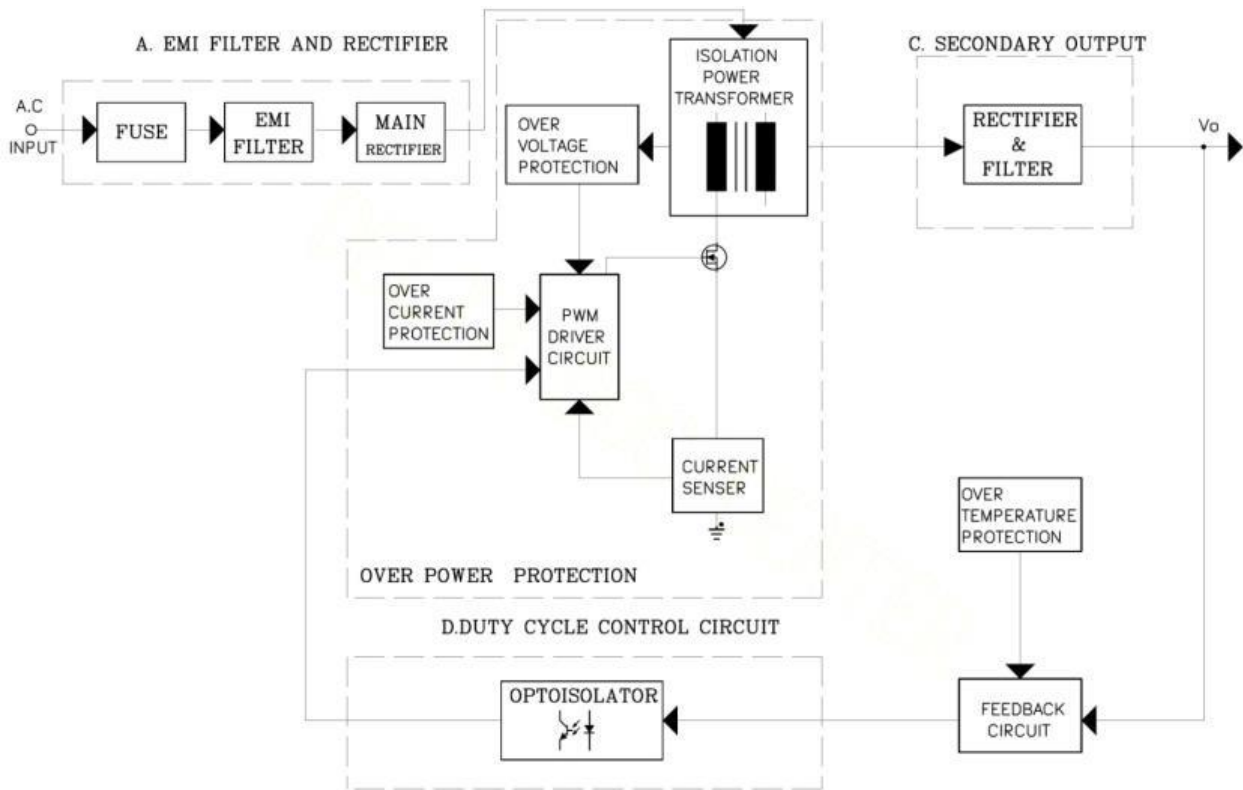 A. EMI FILTER AND RECTIFIER
A.C
INPUT
FUSE
EMI
FILTER
MAIN
RECTIFIER
OVER
VOLTAGE
PROTECTION
ISOLATION
POWER
TRANSFORMER
C. SECONDARY OUTPUT
RECTIFIER
&
FILTER
Vo
OVER
CURRENT
PROTECTION
PWM
DRIVER
CIRCUIT
CURRENT
SENSER
OVER POWER PROTECTION
OVER
TEMPERATURE
PROTECTION
D.DUTY CYCLE CONTROL CIRCUIT
OPTOISOLATOR
FEEDBACK
CIRCUIT